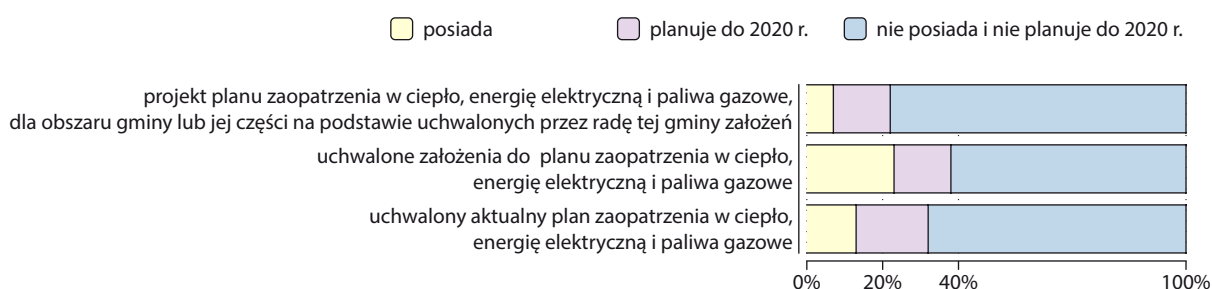 posiada
planuje do 2020 r.
nie posiada i nie planuje do 2020 r.
projekt planu zaopatrzenia w ciepło, energię elektryczną i paliwa gazowe,
dla obszaru gminy lub jej części na podstawie uchwalonych przez radę tej gminy założeń
uchwalone założenia do planu zaopatrzenia w ciepło,
energię elektryczną i paliwa gazowe
uchwalony aktualny plan zaopatrzenia w ciepło,
energię elektryczną i paliwa gazowe
0% 20% 40% 100%